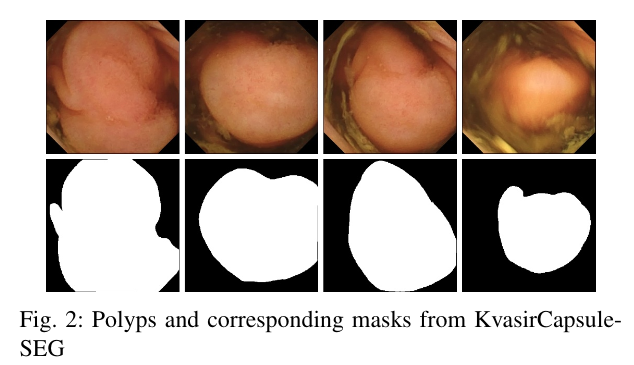 Fig. 2: Polyps and corresponding masks from KvasirCapsule-
SEG